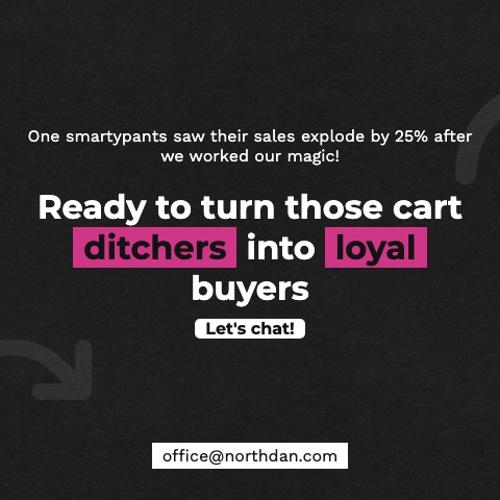 One smartypants saw their sales explode by 25% after
we worked our magic!
Ready to turn those cart
ditchers into loyal
buyers
Let's chat!
office@northdan.com